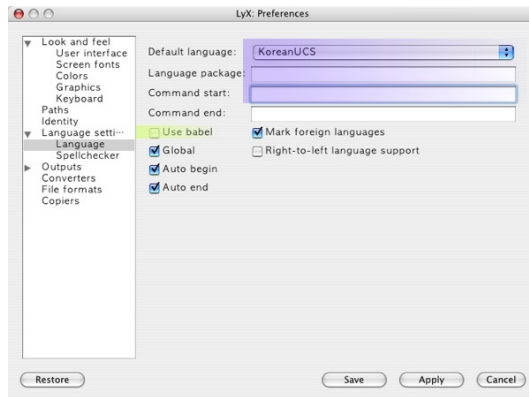 LyX: Preferences
Look and feel
User interface
Screen fonts
Colors
Graphics
Keyboard
Paths
Identity
Language setti…
Language
Spellchecker
Outputs
Converters
File formats
Copiers
Default language: KoreanUCS
Language package:
Command start:
Command end:
Use babel
Mark foreign languages
Global
Right-to-left language support
Auto begin
Auto end
Restore
Save
Apply
Cancel